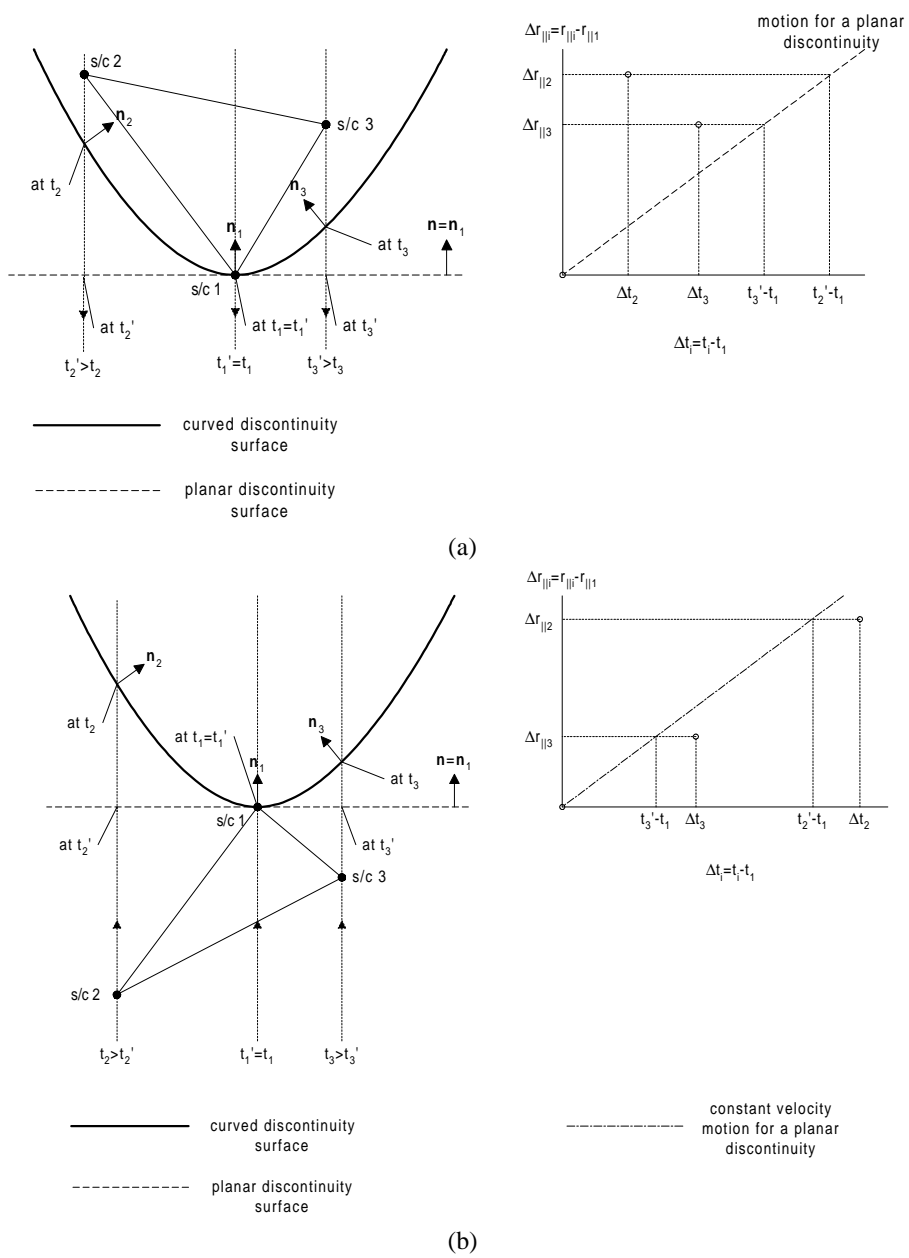 s/c 2
n₂
s/c 3
at t₂
n₃
n₁
n=n₁
at t₃
s/c 1
at t₂'
at t₁=t₁'
at t₃'
t₂'>t₂
t₁'=t₁
t₃'>t₃
curved discontinuity
surface
planar discontinuity
surface
motion for a planar
discontinuity
Δr||i=r||i-r||1
Δr||2
Δr||3
Δt₂
Δt₃
t₃'-t₁
t₂'-t₁
Δtᵢ=tᵢ-t₁
(a)
n₂
at t₂
at t₁=t₁'
n₁
n₃
at t₃
n=n₁
s/c 1
at t₂'
at t₃'
s/c 3
s/c 2
t₂>t₂'
t₁'=t₁
t₃>t₃'
curved discontinuity
surface
planar discontinuity
surface
Δr||i=r||i-r||1
Δr||2
Δr||3
t₃'-t₁
Δt₃
t₂'-t₁
Δt₂
Δtᵢ=tᵢ-t₁
constant velocity
motion for a planar
discontinuity
(b)